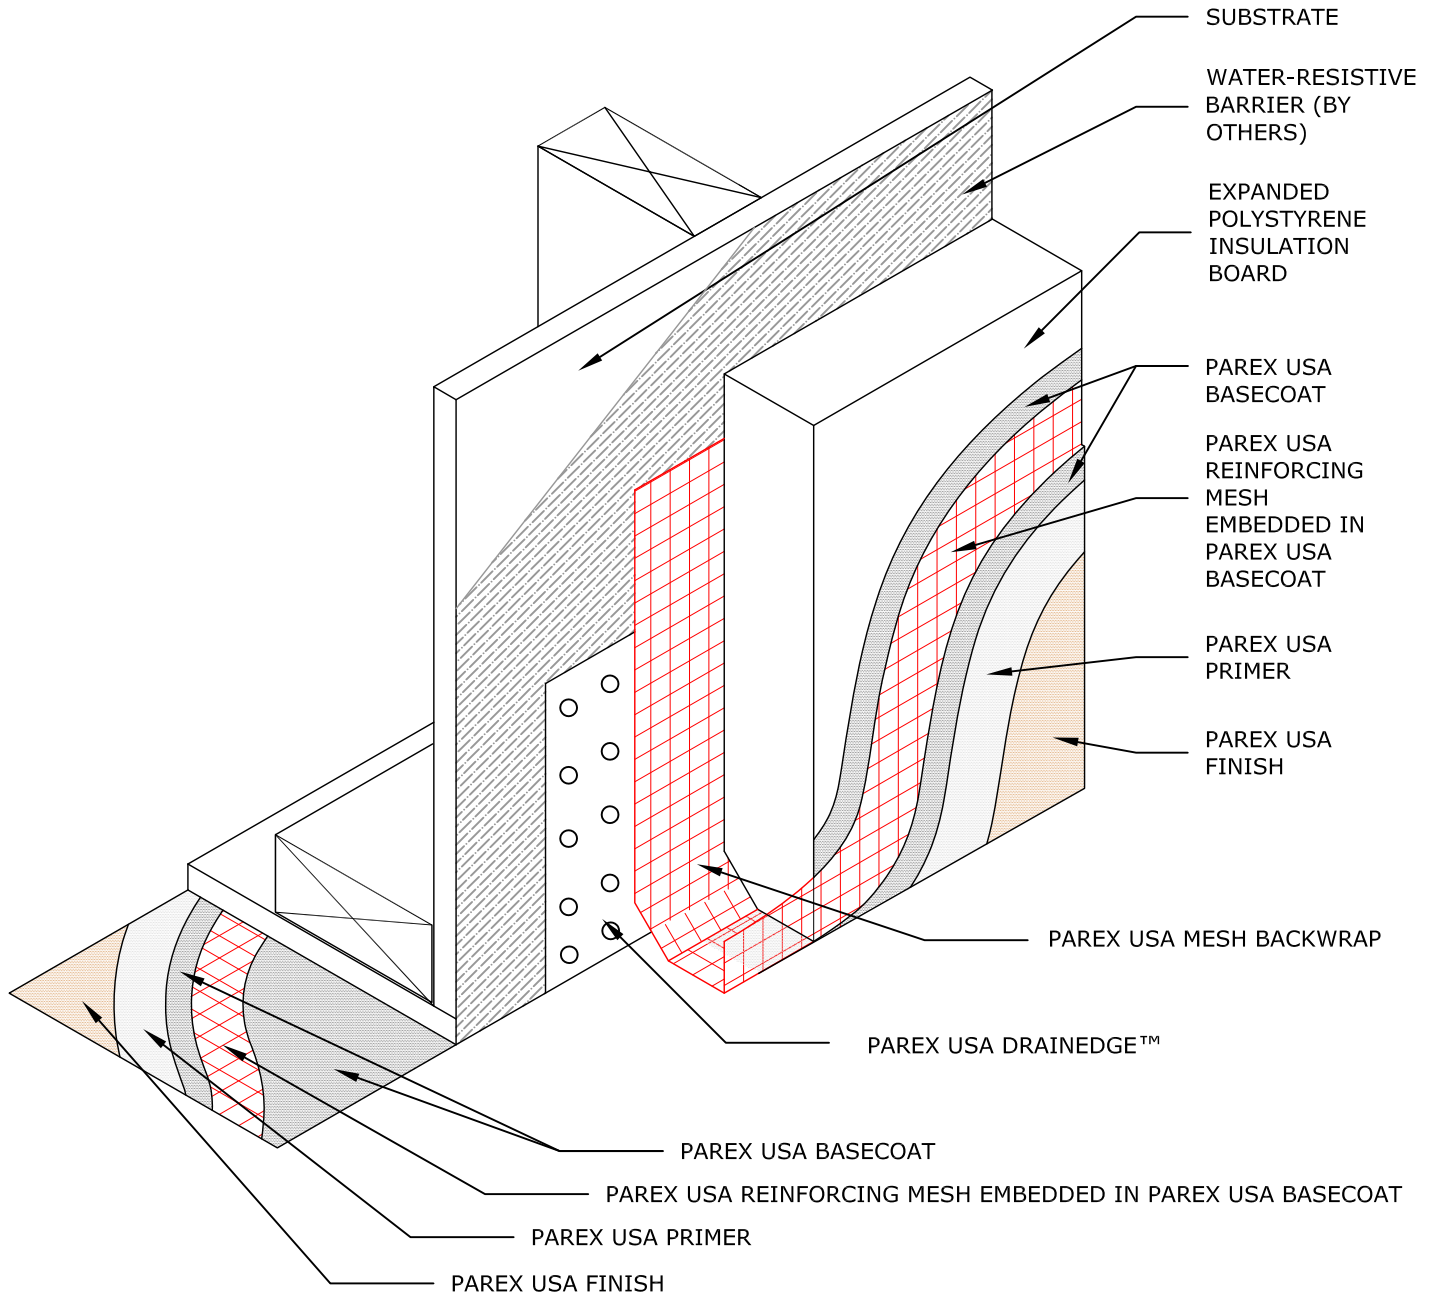 SUBSTRATE
WATER-RESISTIVE
BARRIER (BY
OTHERS)
EXPANDED
POLYSTYRENE
INSULATION
BOARD
PAREX USA
BASECOAT
PAREX USA
REINFORCING
MESH
EMBEDDED IN
PAREX USA
BASECOAT
PAREX USA
PRIMER
PAREX USA
FINISH
PAREX USA MESH BACKWRAP
PAREX USA DRAINEDGE™
PAREX USA BASECOAT
PAREX USA REINFORCING MESH EMBEDDED IN PAREX USA BASECOAT
PAREX USA PRIMER
PAREX USA FINISH